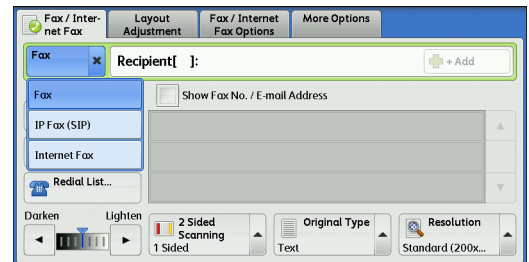 Fax / Inter-
net Fax
Layout
Adjustment
Fax / Internet
Fax Options
More Options
Fax
Recipient[   ]:
+ Add
Fax
IP Fax (SIP)
Internet Fax
Show Fax No. / E-mail Address
Redial List...
Darken
Lighten
2 Sided
Scanning
1 Sided
Original Type
Text
Resolution
Standard (200x...